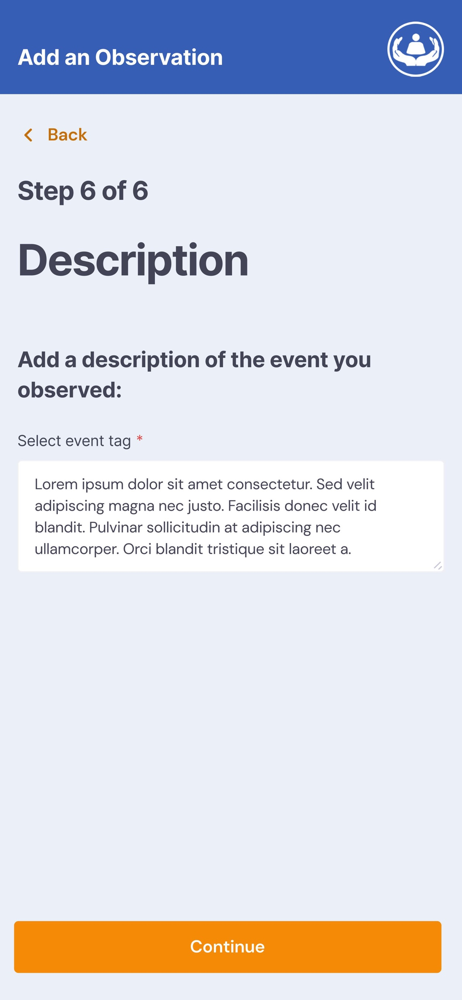 Add an Observation
Back
Step 6 of 6
Description
Add a description of the event you
observed:
Select event tag *
Lorem ipsum dolor sit amet consectetur. Sed velit
adipiscing magna nec justo. Facilisis donec velit id
blandit. Pulvinar sollicitudin at adipiscing nec
ullamcorper. Orci blandit tristique sit laoreet a.
Continue